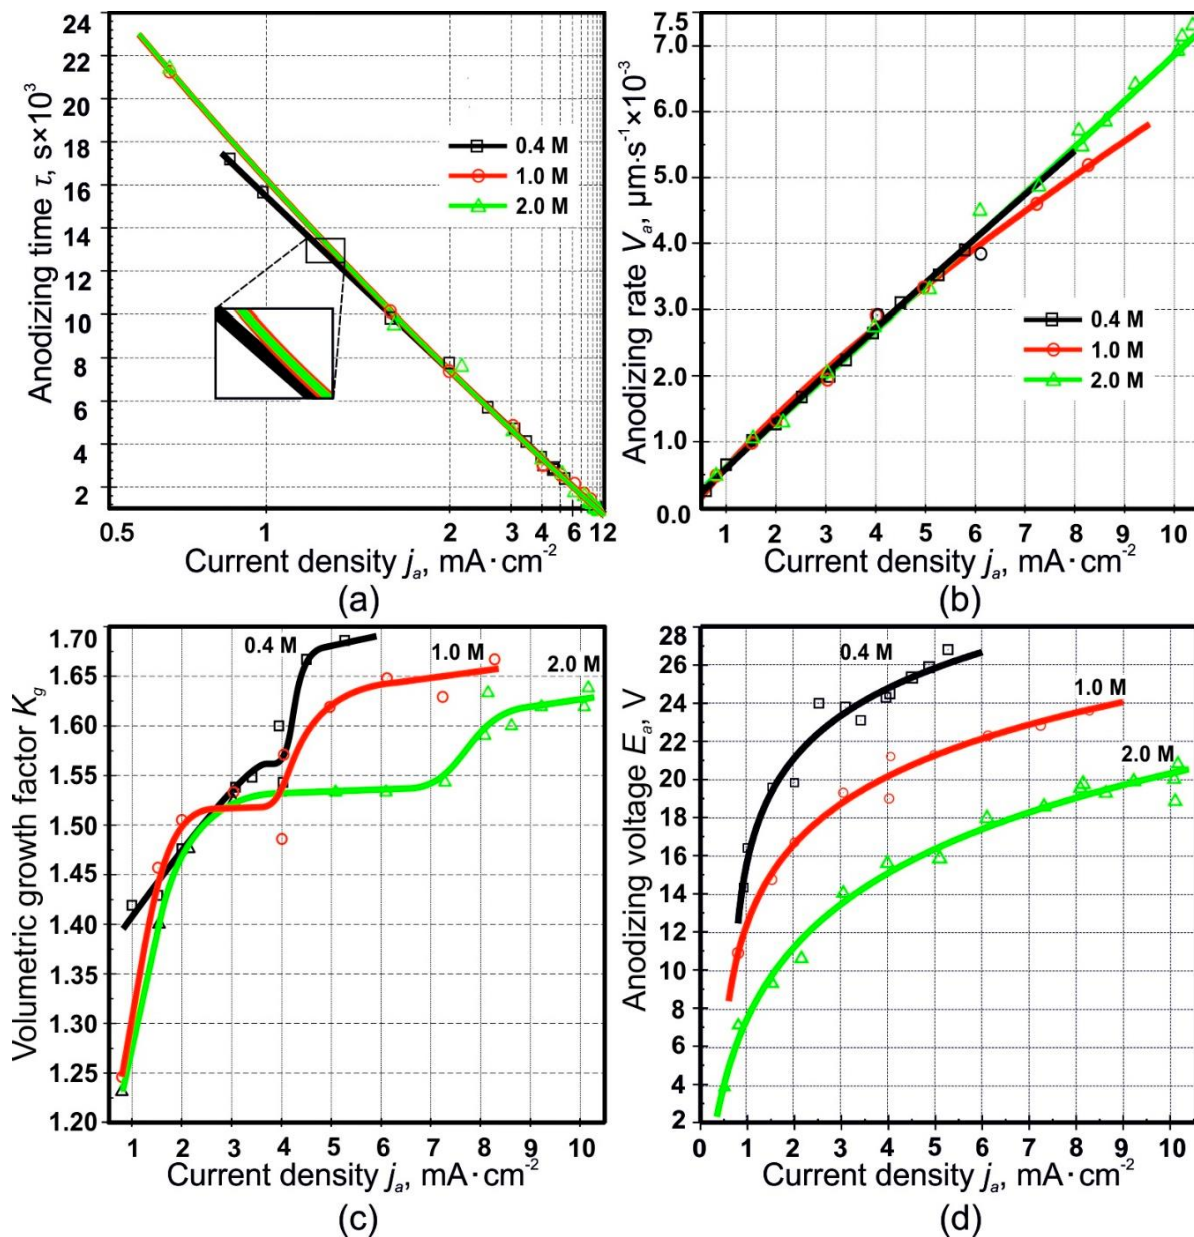 (a)
Anodizing time τ, s×10³
24
22
20
18
16
14
12
10
8
6
4
2
0.4 M
1.0 M
2.0 M
0.5 1 2 3 4 5 6 12
Current density jₐ, mA·cm⁻²
(a)
Anodizing rate Vₐ, μm·s⁻¹×10⁻³
7.5
7.0
6.0
5.0
4.0
3.0
2.0
1.0
0.0
0.4 M
1.0 M
2.0 M
1 2 3 4 5 6 7 8 9 10
Current density jₐ, mA·cm⁻²
(b)
Volumetric growth factor K_g
1.70
1.65
1.60
1.55
1.50
1.45
1.40
1.35
1.30
1.25
1.20
0.4 M
1.0 M
2.0 M
1 2 3 4 5 6 7 8 9 10
Current density jₐ, mA·cm⁻²
(c)
Anodizing voltage Eₐ, V
28
26
24
22
20
18
16
14
12
10
8
6
4
2
0.4 M
1.0 M
2.0 M
0 1 2 3 4 5 6 7 8 9 10
Current density jₐ, mA·cm⁻²
(d)